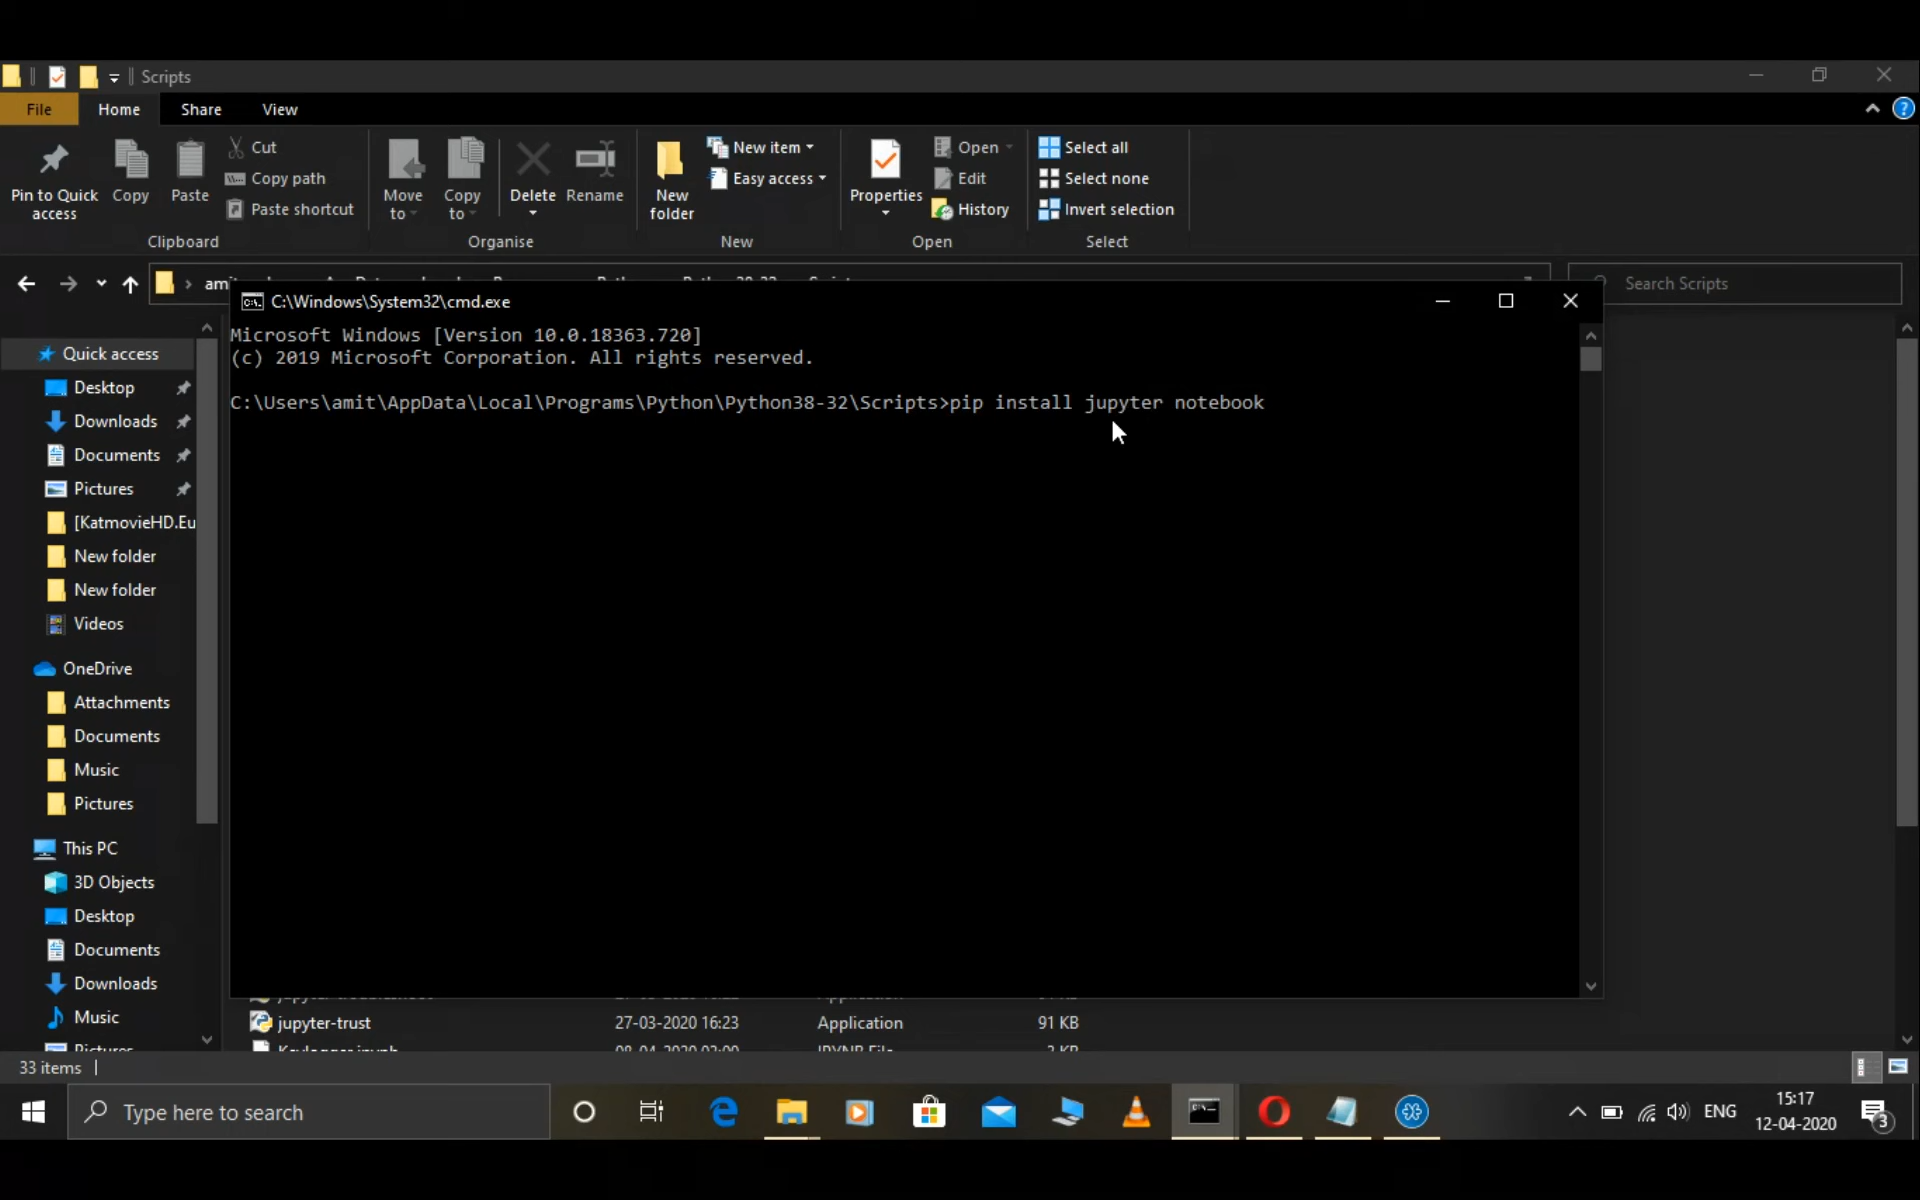 Scripts
File Home Share View
Pin to Quick access
Copy
Paste
Cut
Copy path
Paste shortcut
Clipboard
Move to
Copy to
Delete
Rename
Organise
New folder
New item
Easy access
New
Properties
Open
Edit
History
Open
Select all
Select none
Invert selection
Select
Search Scripts
C:\Windows\System32\cmd.exe
Microsoft Windows [Version 10.0.18363.720]
(c) 2019 Microsoft Corporation. All rights reserved.
C:\Users\amit\AppData\Local\Programs\Python\Python38-32\Scripts>pip install jupyter notebook
Quick access
Desktop
Downloads
Documents
Pictures
[KatmovieHD.Eu
New folder
New folder
Videos
OneDrive
Attachments
Documents
Music
Pictures
This PC
3D Objects
Desktop
Documents
Downloads
Music
Pictures
jupyter-trust 27-03-2020 16:23 Application 91 KB
33 items
Type here to search
ENG
15:17
12-04-2020
3